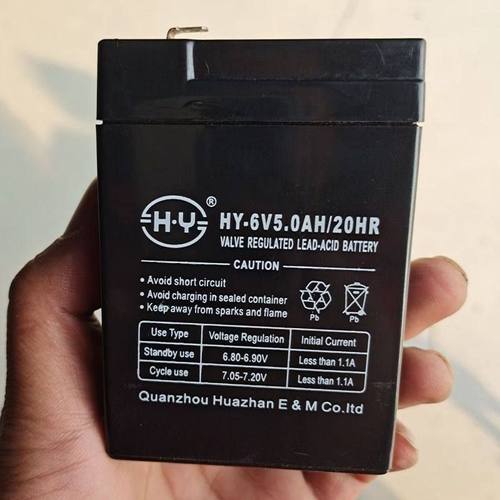 H·Y®
HY-6V5.0AH/20HR
VALVE REGULATED LEAD-ACID BATTERY
CAUTION
• Avoid short circuit
• Avoid charging in sealed container
• Keep away from sparks and flame
Pb Pb
Use Type Voltage Regulation Initial Current
Standby use 6.80-6.90V Less than 1.1A
Cycle use 7.05-7.20V Less than 1.1A
Quanzhou Huazhan E & M Co.ltd